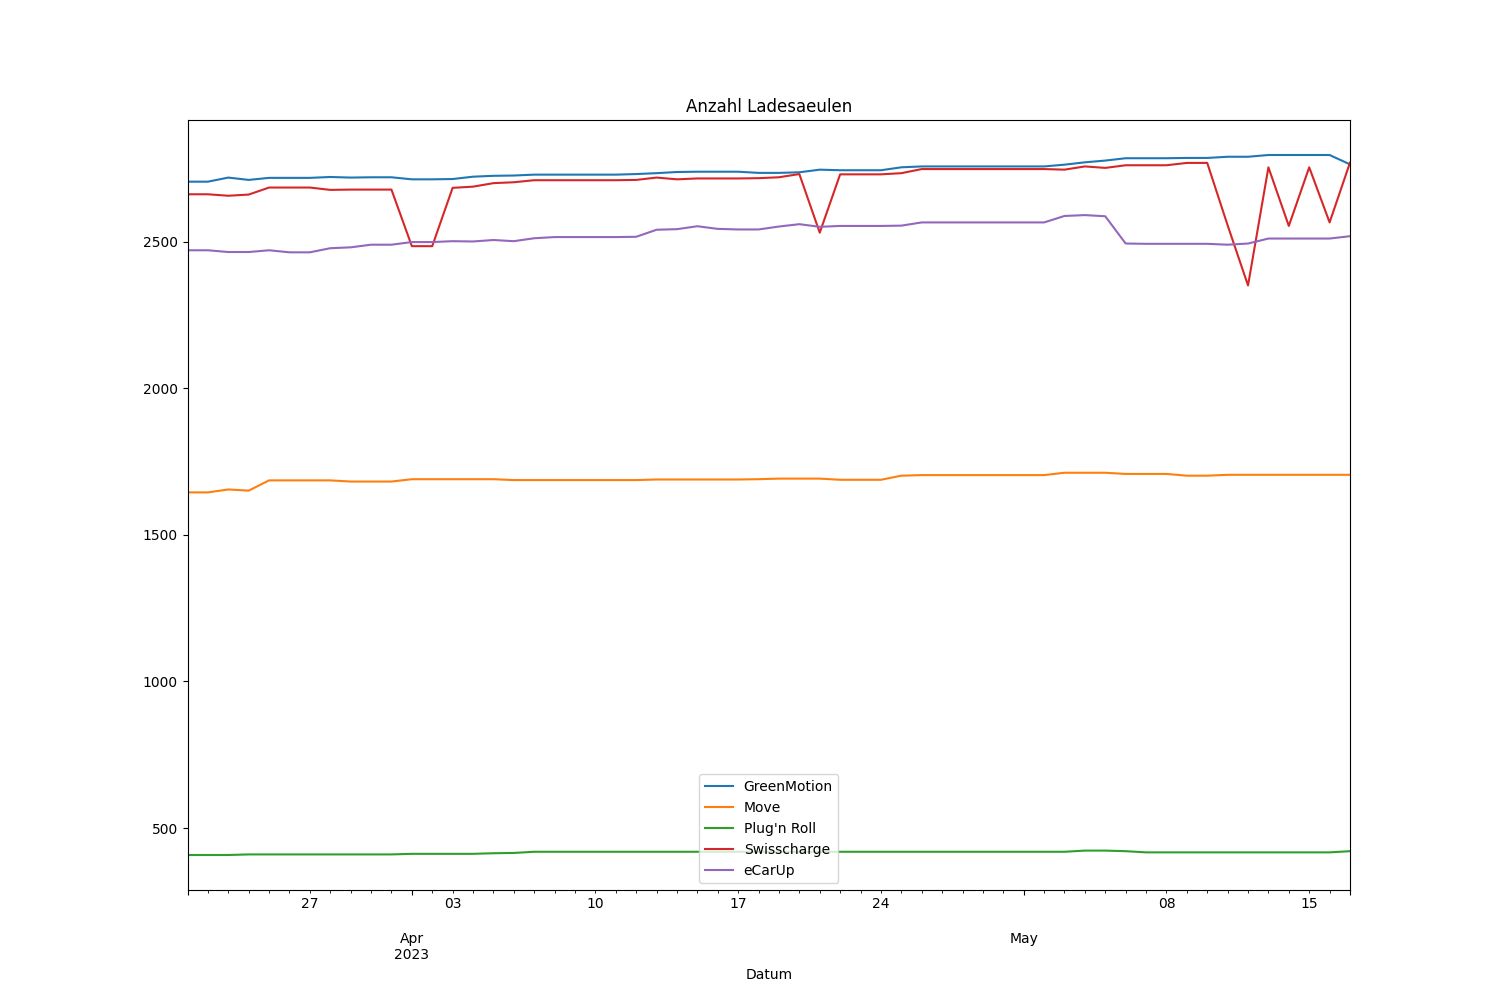 Anzahl Ladesaeulen
2500
2000
1500
1000
500
GreenMotion
Move
Plug'n Roll
Swisscharge
eCarUp
27 03 10 17 24 08 15
Apr May
2023
Datum